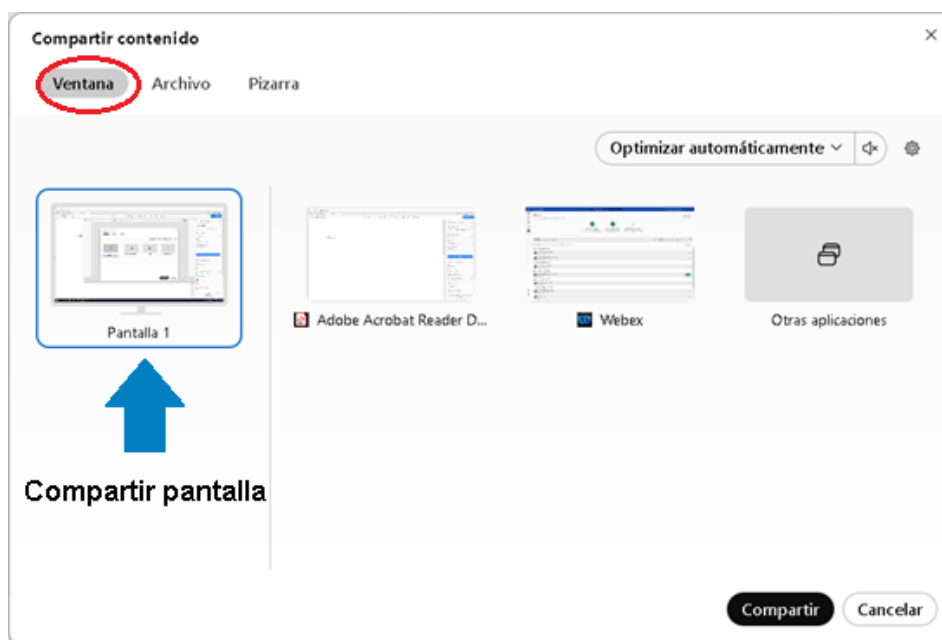 Compartir contenido
Ventana Archivo Pizarra
Optimizar automáticamente
Pantalla 1
Adobe Acrobat Reader D...
Webex
Otras aplicaciones
Compartir pantalla
Compartir Cancelar